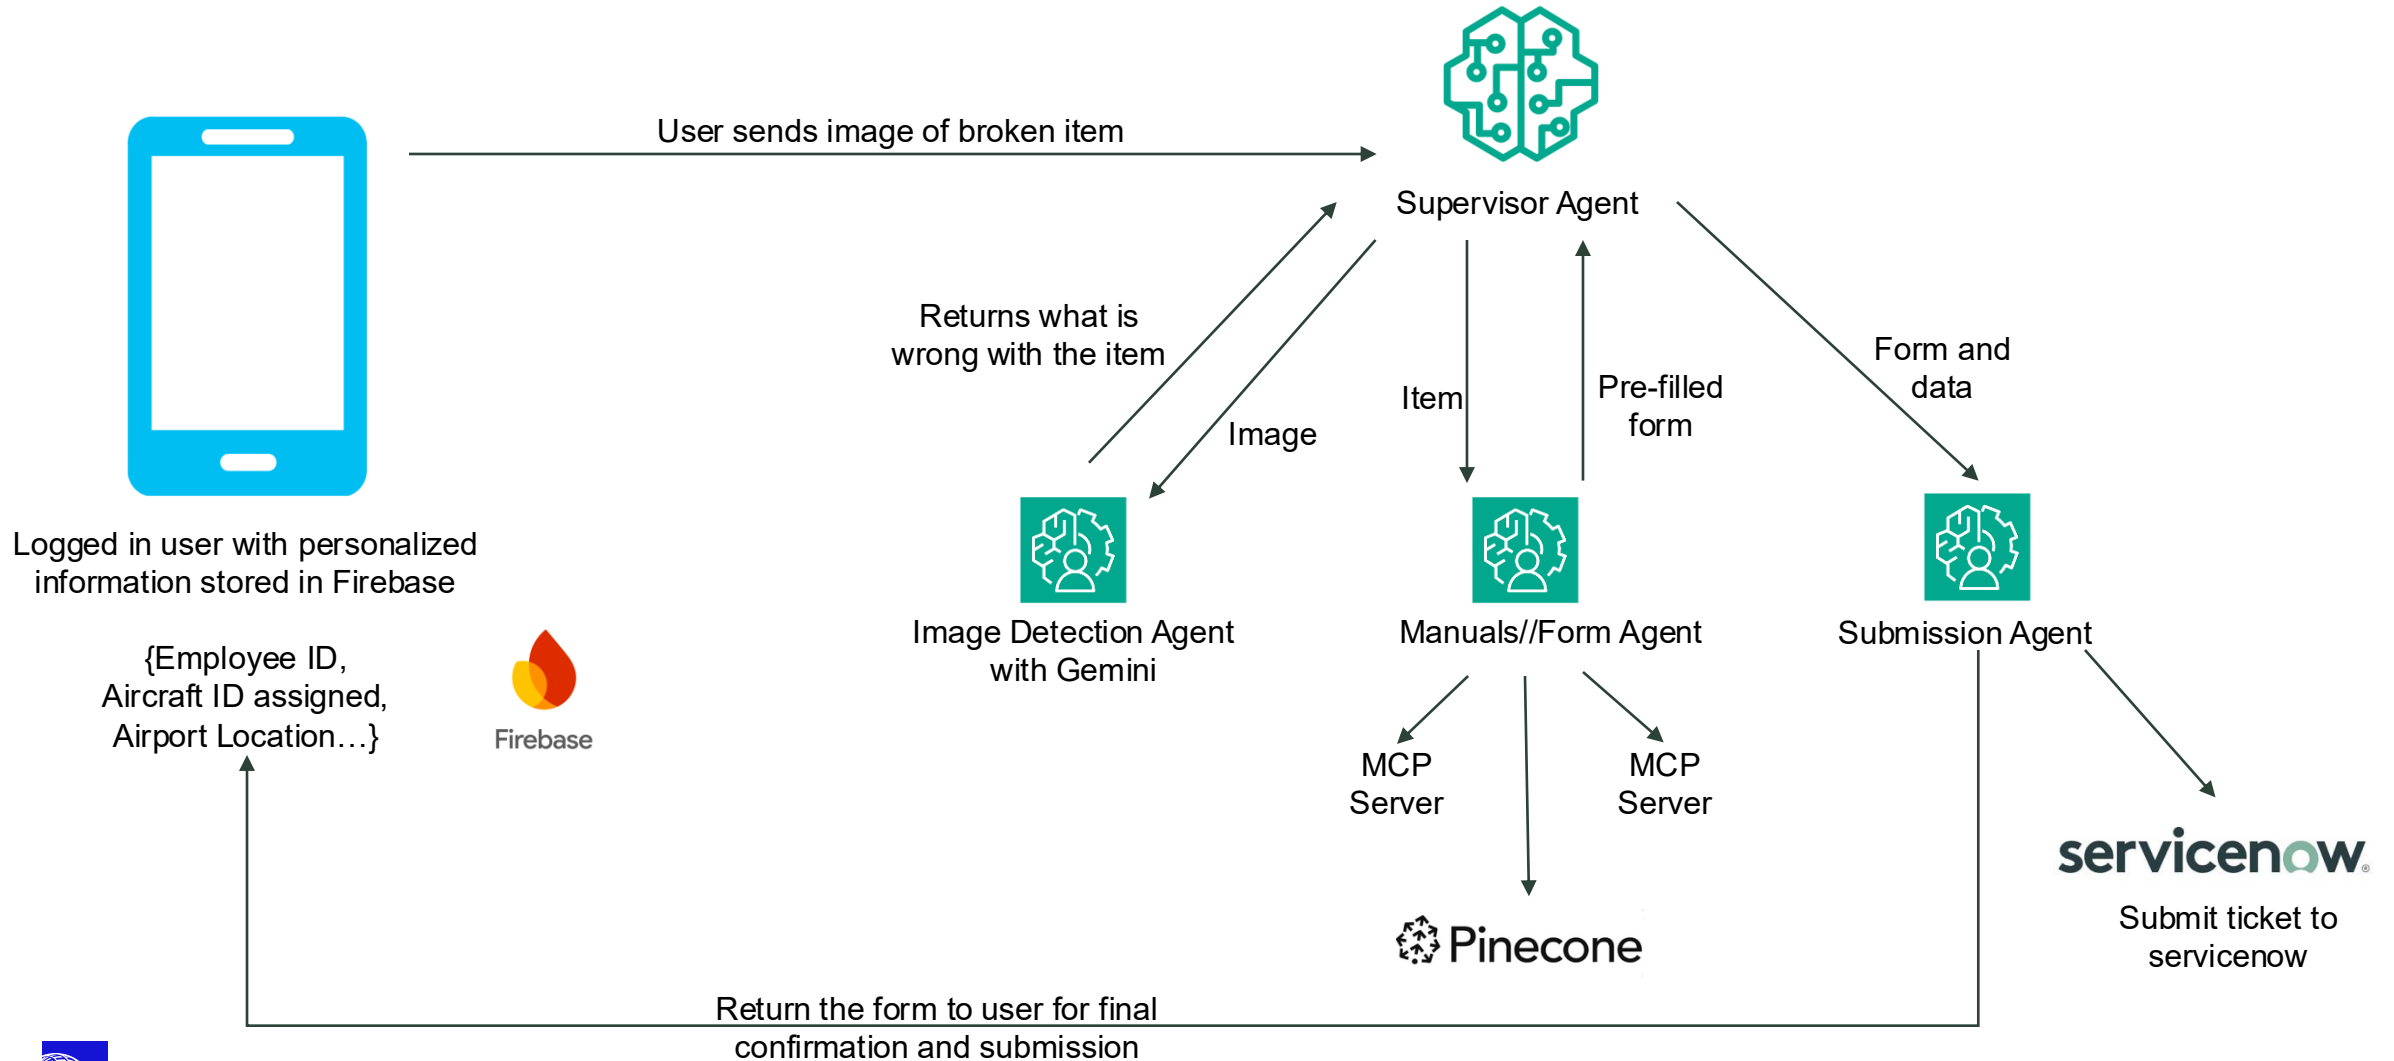 User sends image of broken item
Supervisor Agent
Returns what is
wrong with the item
Image
Item
Pre-filled
form
Form and
data
Logged in user with personalized
information stored in Firebase
{Employee ID,
Aircraft ID assigned,
Airport Location…}
Firebase
Image Detection Agent
with Gemini
Manuals//Form Agent
Submission Agent
MCP
Server
MCP
Server
Pinecone
servicenow®
Submit ticket to
servicenow
Return the form to user for final
confirmation and submission